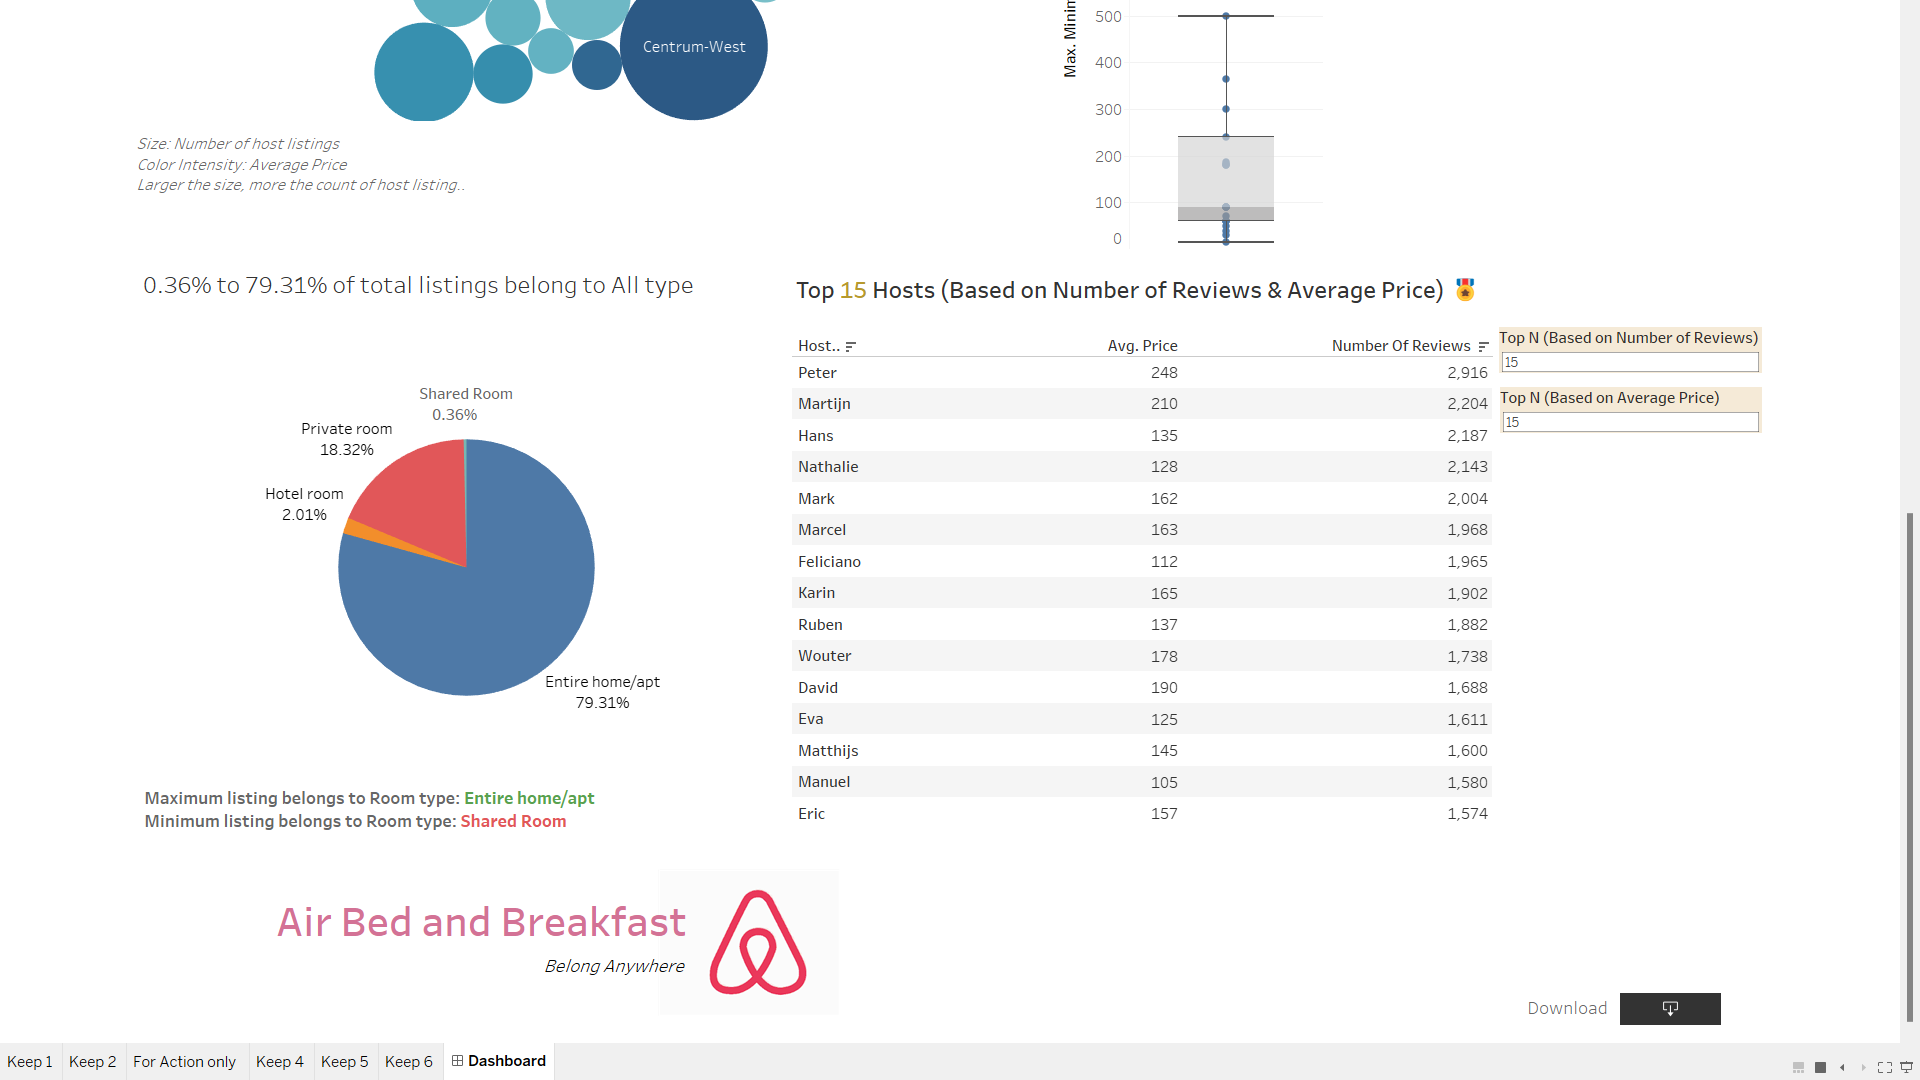 Centrum-West
Size: Number of host listings
Color Intensity: Average Price
Larger the size, more the count of host listing..
500
400
300
200
100
0
0.36% to 79.31% of total listings belong to All type
Shared Room
0.36%
Private room
18.32%
Hotel room
2.01%
Entire home/apt
79.31%
Maximum listing belongs to Room type: Entire home/apt
Minimum listing belongs to Room type: Shared Room
Top 15 Hosts (Based on Number of Reviews & Average Price)
Host.. Avg. Price Number Of Reviews
Peter 248 2,916
Martijn 210 2,204
Hans 135 2,187
Nathalie 128 2,143
Mark 162 2,004
Marcel 163 1,968
Feliciano 112 1,965
Karin 165 1,902
Ruben 137 1,882
Wouter 178 1,738
David 190 1,688
Eva 125 1,611
Matthijs 145 1,600
Manuel 105 1,580
Eric 157 1,574
Top N (Based on Number of Reviews)
15
Top N (Based on Average Price)
15
Air Bed and Breakfast
Belong Anywhere
Download
Keep 1 Keep 2 For Action only Keep 4 Keep 5 Keep 6 Dashboard